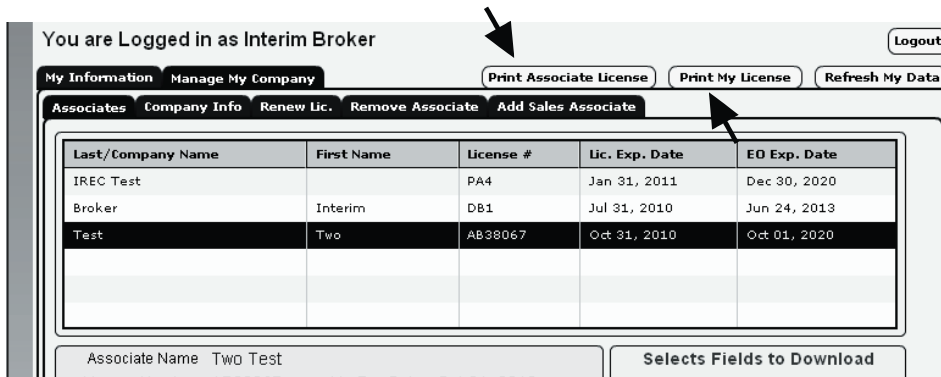 You are Logged in as Interim Broker Logout
My Information Manage My Company Print Associate License Print My License Refresh My Data
Associates Company Info Renew Lic. Remove Associate Add Sales Associate
Last/Company Name First Name License # Lic. Exp. Date EO Exp. Date
IREC Test PA4 Jan 31, 2011 Dec 30, 2020
Broker Interim DB1 Jul 31, 2010 Jun 24, 2013
Test Two AB38067 Oct 31, 2010 Oct 01, 2020
Associate Name Two Test Selects Fields to Download